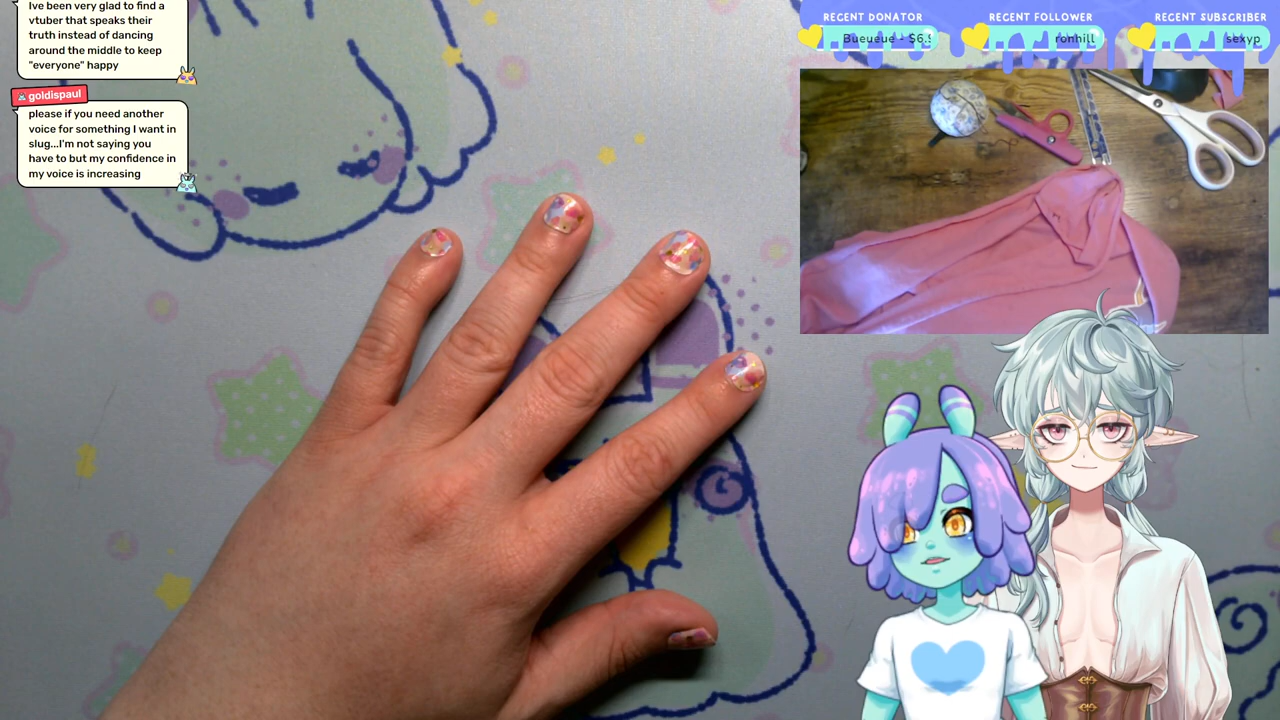 Ive been very glad to find a
vtuber that speaks their
truth instead of dancing
around the middle to keep
"everyone" happy
goldispaul
please if you need another
voice for something I want in
slug...I'm not saying you
have to but my confidence in
my voice is increasing
RECENT DONATOR
RECENT FOLLOWER
RECENT SUBSCRIBER
Bueueue - $6.
ronhill
sexyp